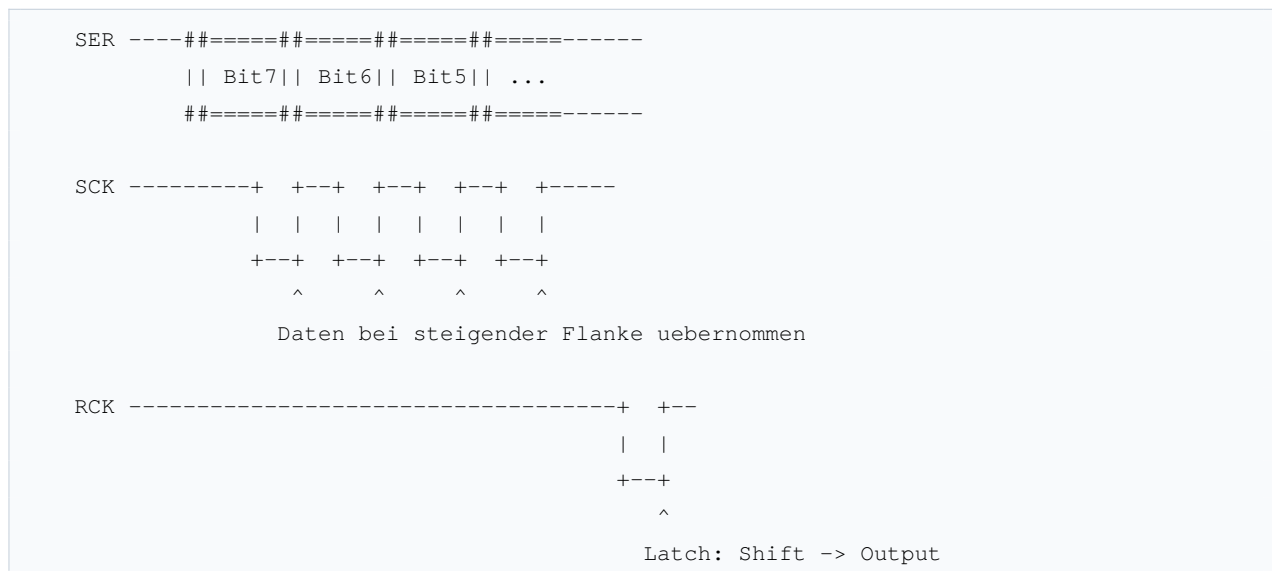 SER ----##=====##=====##=====##=====------
|| Bit7|| Bit6|| Bit5|| ...
##=====##=====##=====##=====------
SCK ---------+  +--+  +--+  +--+  +-----
|  |  |  |  |  |  |  |
+--+  +--+  +--+  +--+
^     ^     ^     ^
Daten bei steigender Flanke uebernommen
RCK ------------------------------------+  +--
|  |
+--+
^
Latch: Shift -> Output